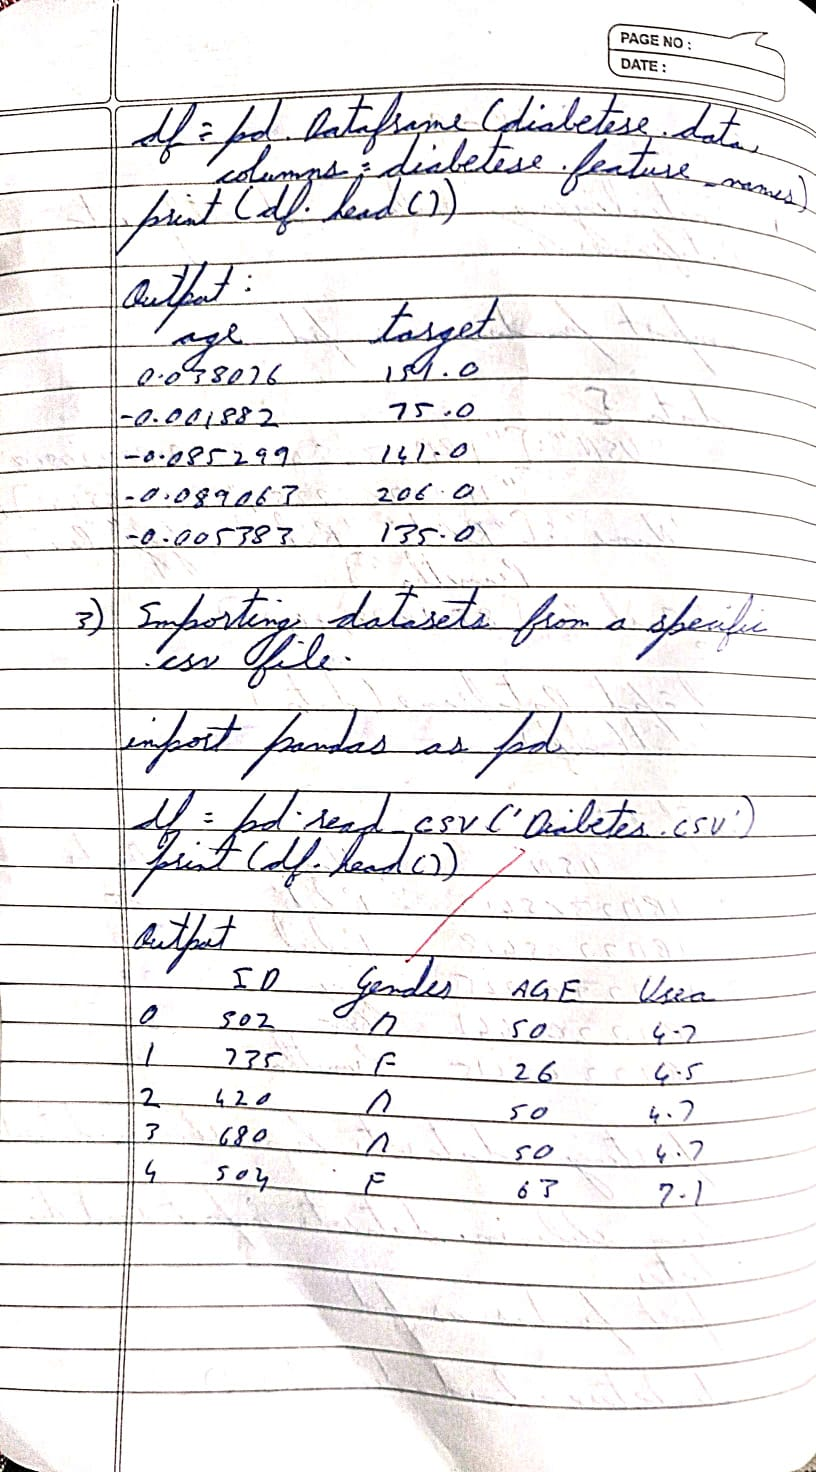 PAGE NO :
DATE :
df = pd. Dataframe (diabetese.data,
columns = diabetese.feature_names)
print (df.head())
Output :
age target
0.038076 151.0
-0.001882 75.0
-0.085299 141.0
-0.089063 206.0
-0.005383 135.0
3) Importing datasets from a specific
.csv file.
import pandas as pd
df = pd.read_csv('Diabetes.csv')
print (df.head())
Output
ID Gender AGE Urea
0 502 M 50 4.7
1 735 F 26 4.5
2 420 M 50 4.7
3 680 M 50 4.7
4 504 F 63 7.1